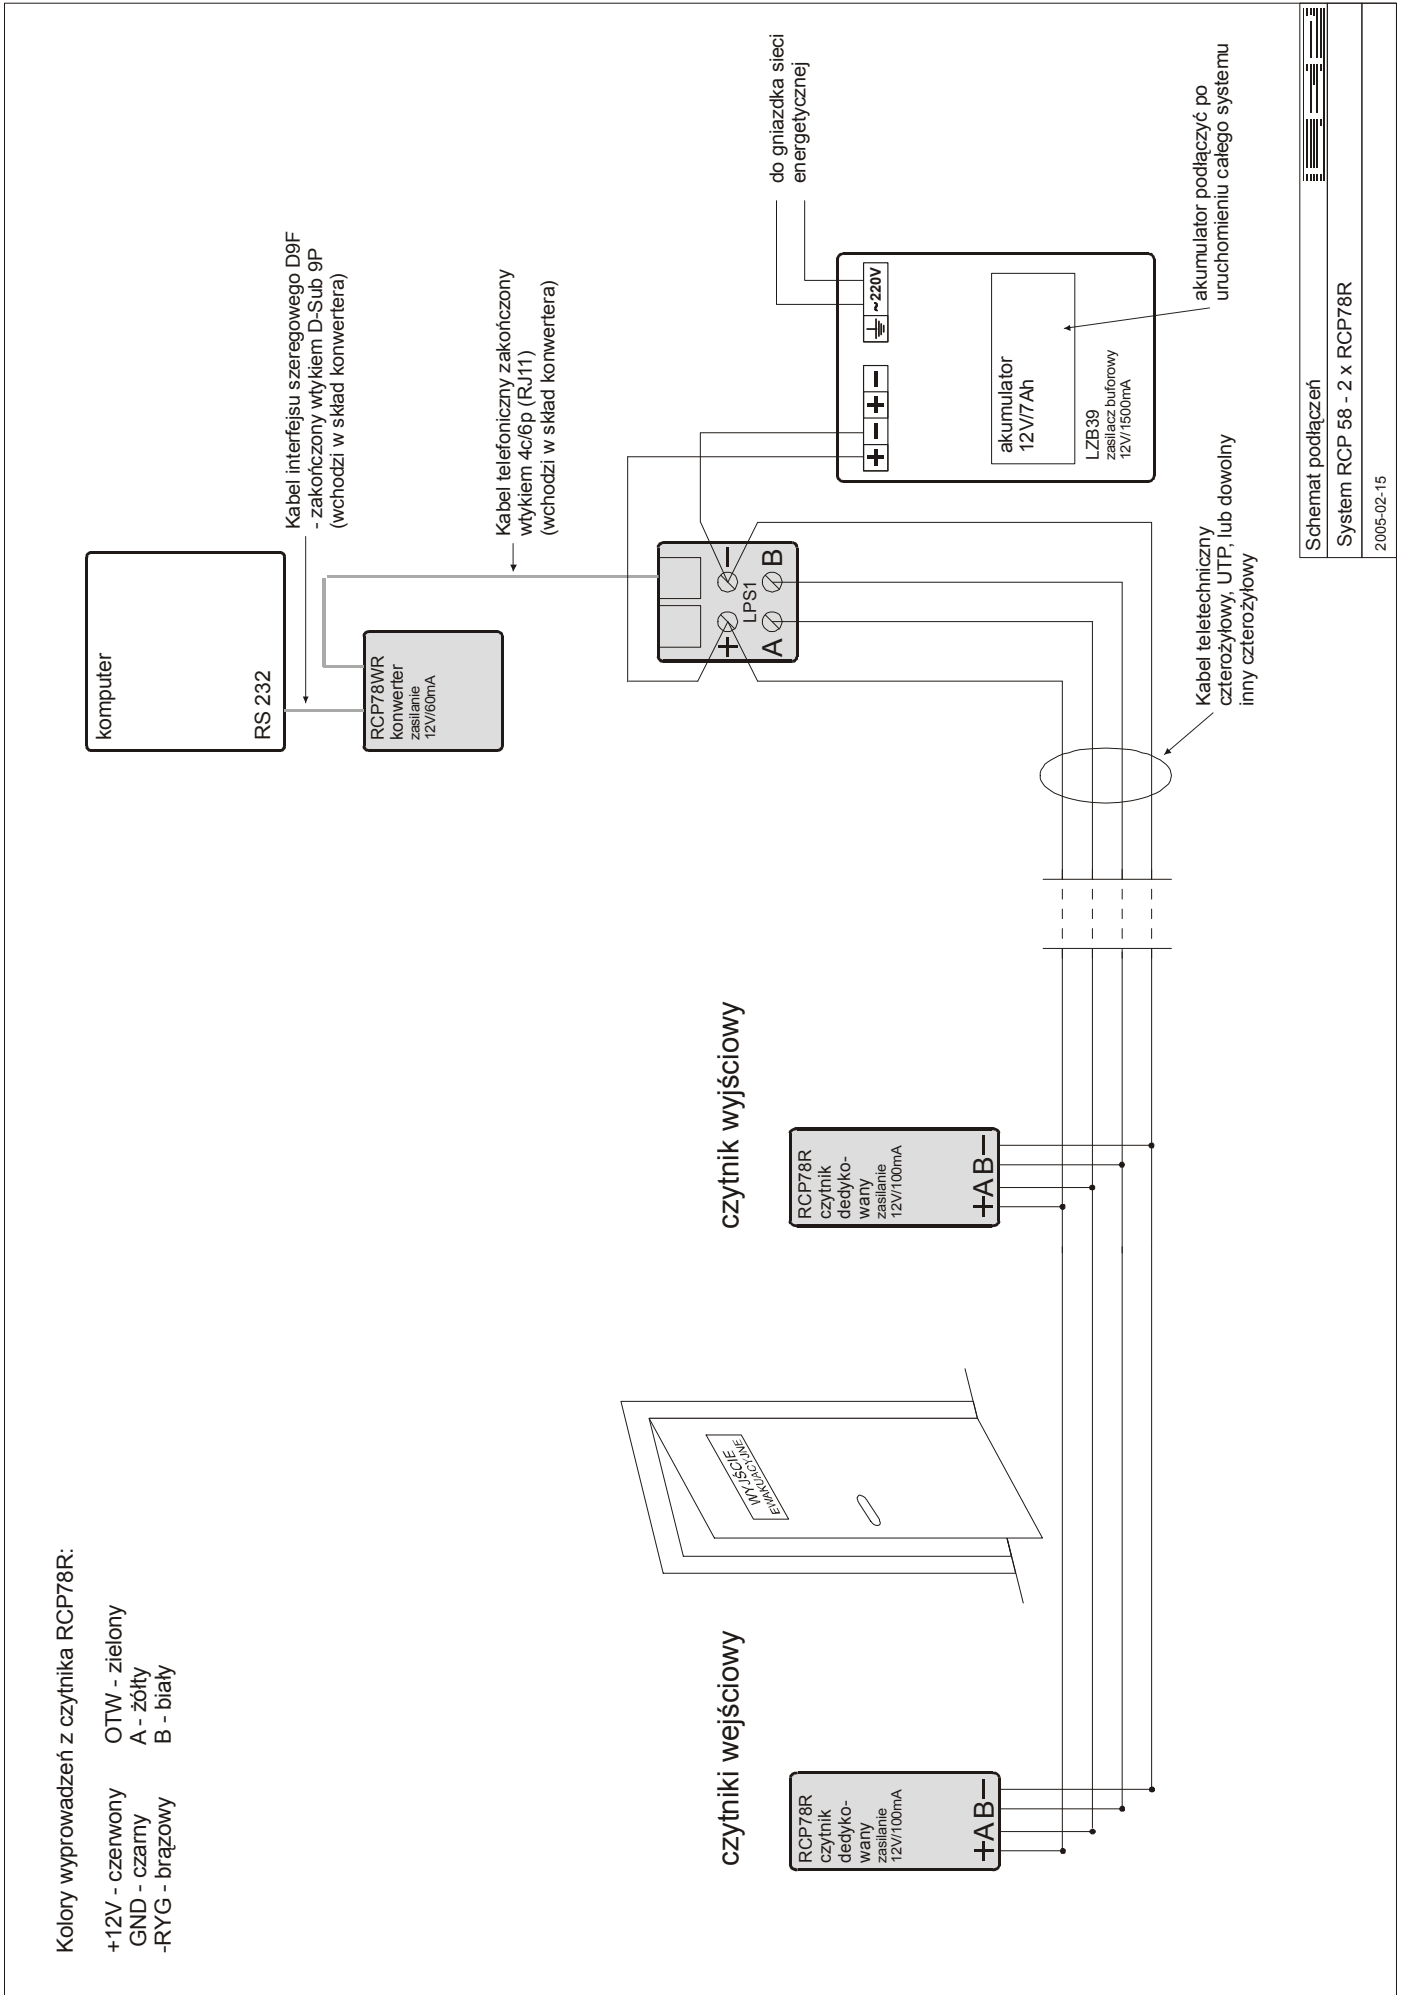 Kolory wyprowadzeń z czytnika RCP78R:
+12V - czerwony
GND - czarny
-RYG - brązowy
OTW - zielony
A - żółty
B - biały
komputer
RS 232
Kabel interfejsu szeregowego D9F
- zakończony wtykiem D-Sub 9P
(wchodzi w skład konwertera)
RCP78WR
konwerter
zasilanie
12V/60mA
Kabel telefoniczny zakończony
wtykiem 4c/6p (RJ11)
(wchodzi w skład konwertera)
+ −
LPS1
A B
do gniazdka sieci
energetycznej
+ − + −
~220V
akumulator
12V/7Ah
LZB39
zasilacz buforowy
12V/1500mA
akumulator podłączyć po
uruchomieniu całego systemu
czytniki wejściowy
RCP78R
czytnik
dedyko-
wany
zasilanie
12V/100mA
+AB−
WYJŚCIE
EWAKUACYJNE
czytnik wyjściowy
RCP78R
czytnik
dedyko-
wany
zasilanie
12V/100mA
+AB−
Kabel teletechniczny
czterożyłowy, UTP, lub dowolny
inny czterożyłowy
Schemat podłączeń
System RCP 58 - 2 x RCP78R
2005-02-15